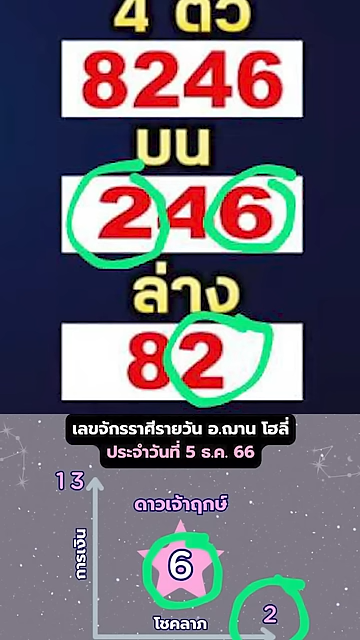 4 ตัว
8246
บน
246
ล่าง
82
เลขจักรราศีรายวัน อ.ฌาน โฮลี่
ประจำวันที่ 5 ธ.ค. 66
13
ดาวเจ้าฤกษ์
การเงิน
6
2
โชคลาภ